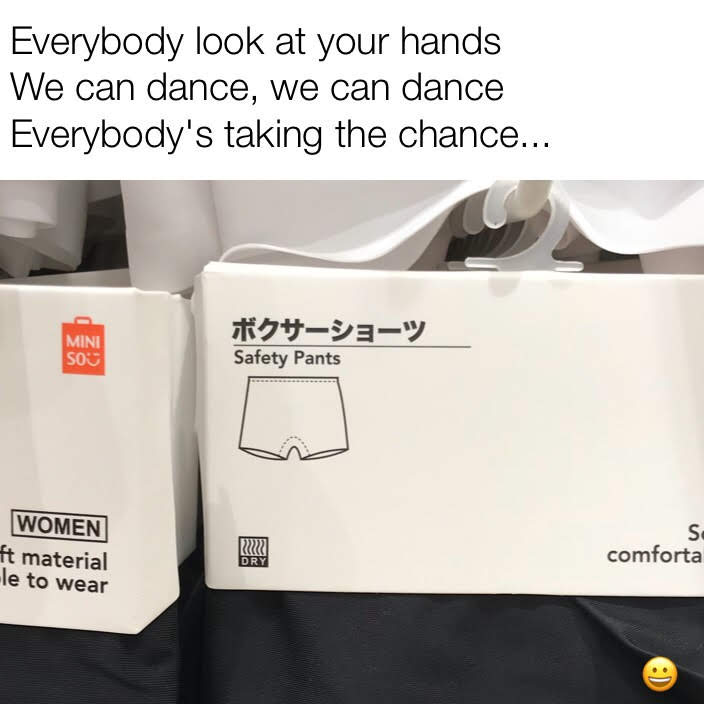 Everybody look at your hands
We can dance, we can dance
Everybody's taking the chance...
MINI
SO
ボクサーショーツ
Safety Pants
WOMEN
ft material
le to wear
DRY
comforta